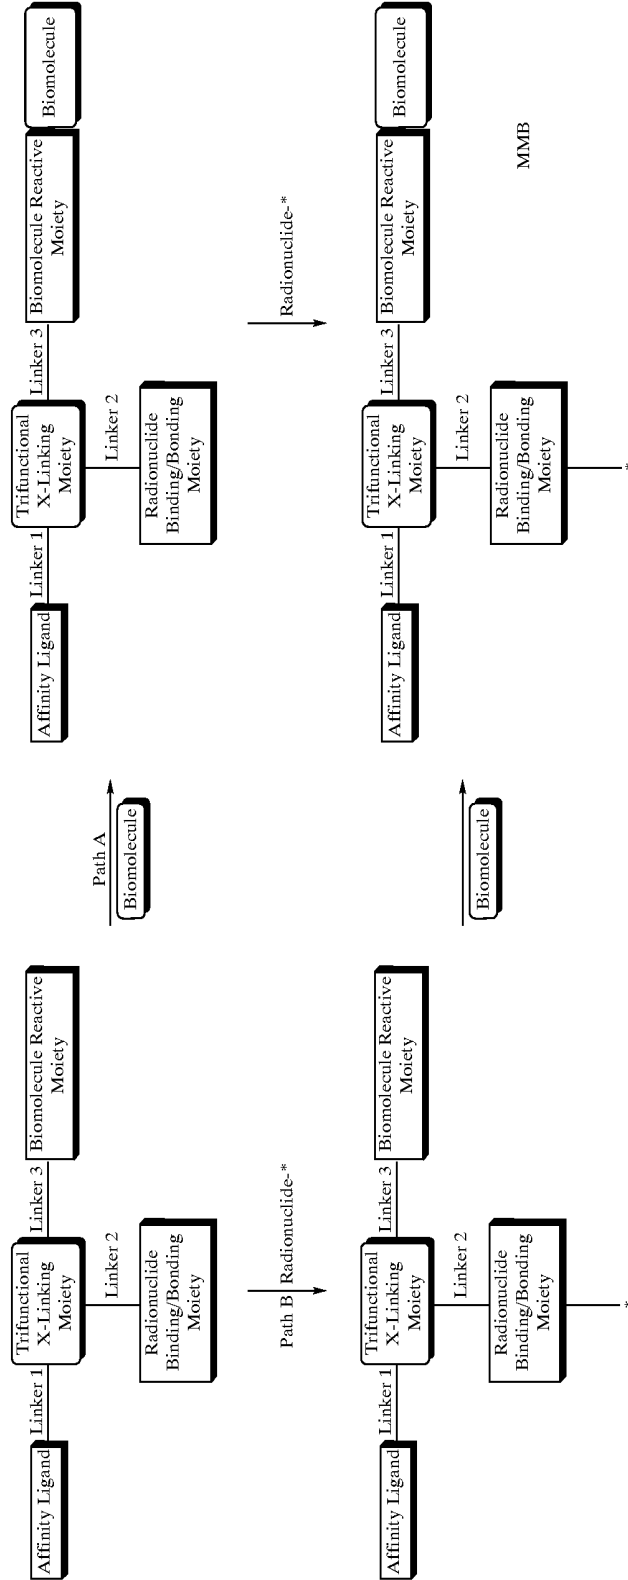 Affinity Ligand
Linker 1
Trifunctional
X-Linking
Moiety
Linker 3
Biomolecule Reactive
Moiety
Linker 2
Radionuclide
Binding/Bonding
Moiety
Path A
Biomolecule
Affinity Ligand
Linker 1
Trifunctional
X-Linking
Moiety
Linker 3
Biomolecule Reactive
Moiety
Biomolecule
Linker 2
Radionuclide
Binding/Bonding
Moiety
Path B
Radionuclide-*
Radionuclide-*
Affinity Ligand
Linker 1
Trifunctional
X-Linking
Moiety
Linker 3
Biomolecule Reactive
Moiety
Linker 2
Radionuclide
Binding/Bonding
Moiety
*
Biomolecule
Affinity Ligand
Linker 1
Trifunctional
X-Linking
Moiety
Linker 3
Biomolecule Reactive
Moiety
Biomolecule
Linker 2
Radionuclide
Binding/Bonding
Moiety
*
MMB